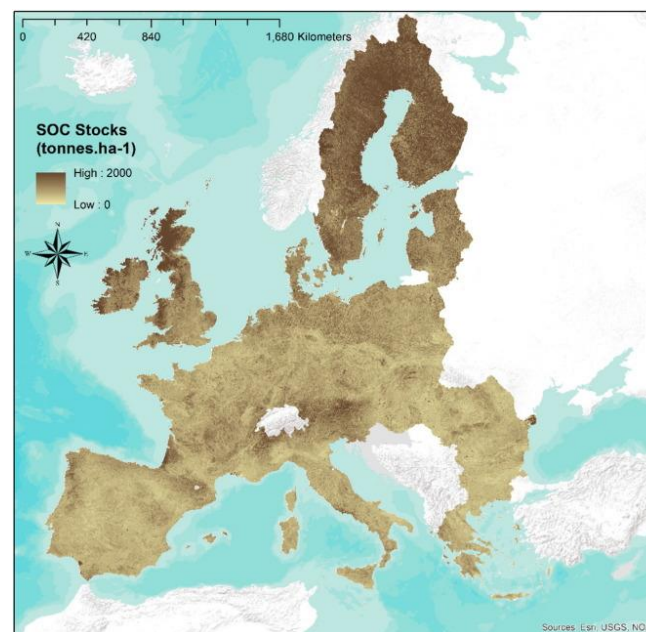 0 420 840 1,680 Kilometers
SOC Stocks
(tonnes.ha-1)
High : 2000
Low : 0
N
W E
S
Sources: Esri, USGS, NO